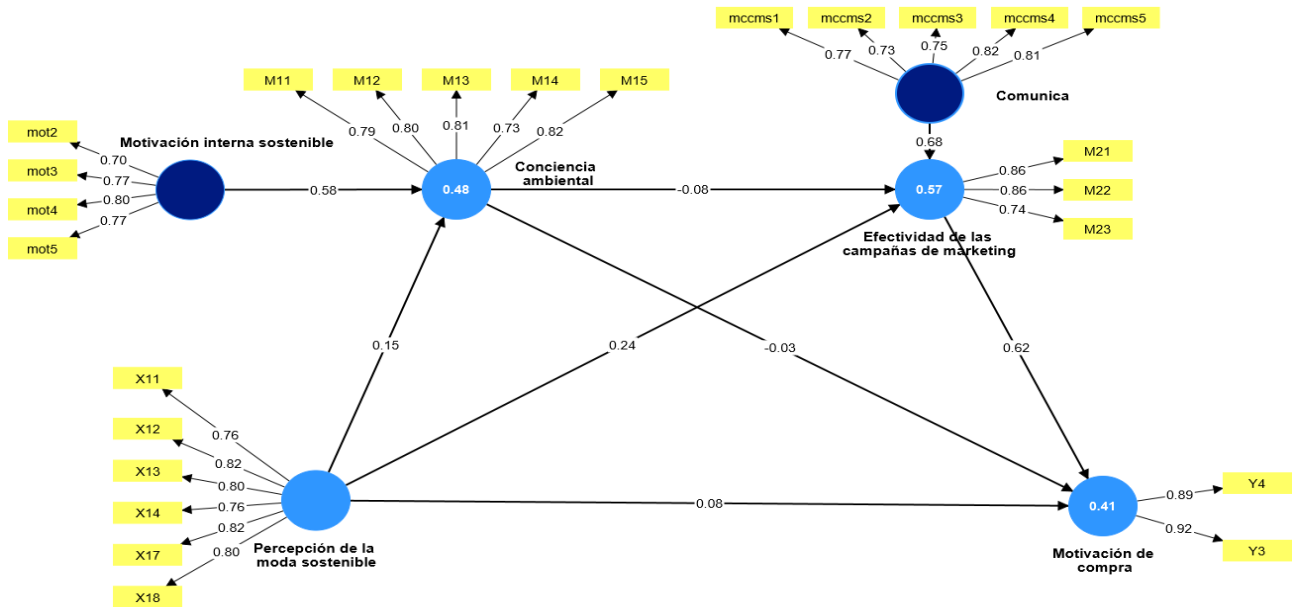 mccms1
mccms2
mccms3
mccms4
mccms5
0.77
0.73
0.75
0.82
0.81
Comunica
0.68
M11
M12
M13
M14
M15
0.79
0.80
0.81
0.73
0.82
mot2
mot3
mot4
mot5
0.70
0.77
0.80
0.77
Motivación interna sostenible
0.58
0.48
Conciencia
ambiental
-0.08
0.57
Efectividad de las
campañas de marketing
0.86
0.86
0.74
M21
M22
M23
0.15
0.24
-0.03
0.62
X11
X12
X13
X14
X17
X18
0.76
0.82
0.80
0.76
0.82
0.80
Percepción de la
moda sostenible
0.08
0.41
Motivación de
compra
0.89
0.92
Y4
Y3